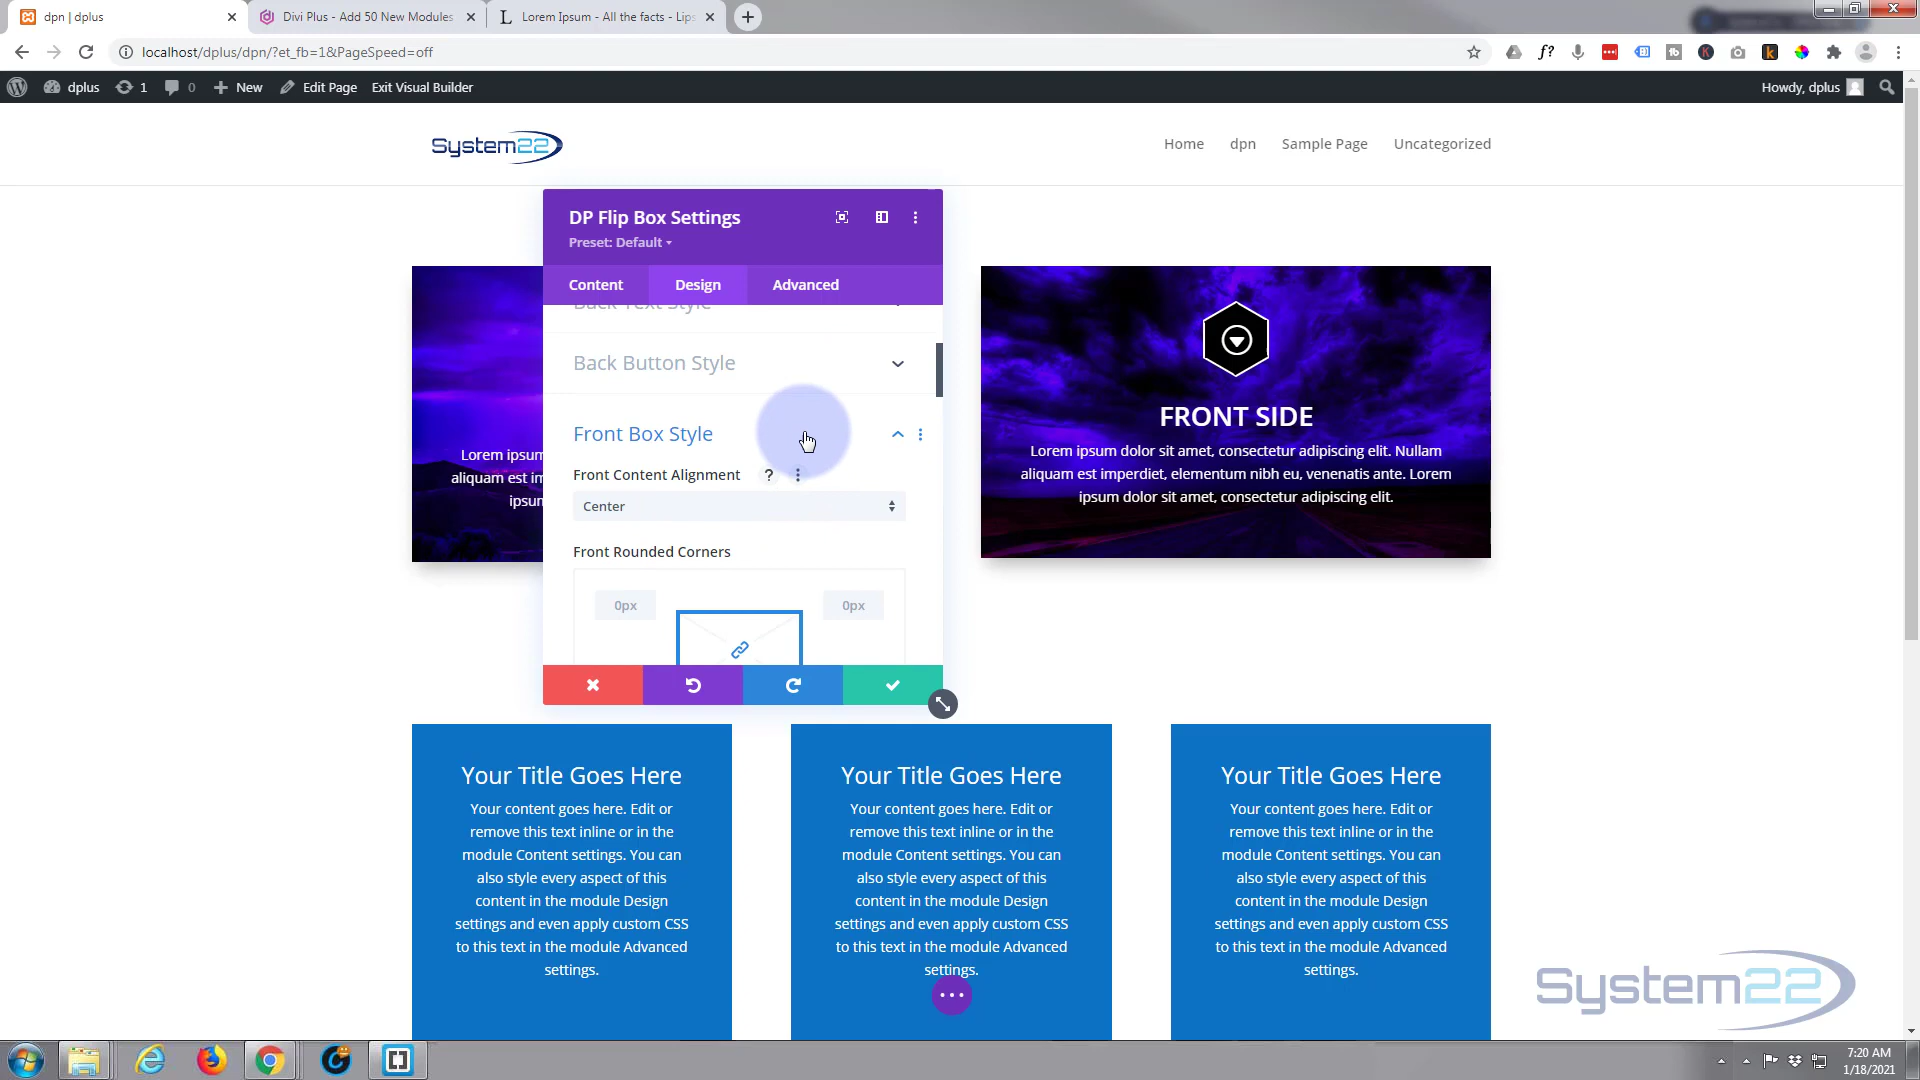 dpn | dplus
Divi Plus - Add 50 New Modules
Lorem Ipsum - All the facts - Lips
localhost/dplus/dpn/?et_fb=1&PageSpeed=off
dplus
1
0
New
Edit Page
Exit Visual Builder
Howdy, dplus
System22
Home
dpn
Sample Page
Uncategorized
DP Flip Box Settings
Preset: Default
Content
Design
Advanced
Back Text Style
Back Button Style
Front Box Style
Front Content Alignment
?
Center
Front Rounded Corners
0px
0px
Lorem ipsum
aliquam est im
ipsum
FRONT SIDE
Lorem ipsum dolor sit amet, consectetur adipiscing elit. Nullam
aliquam est imperdiet, elementum nibh eu, venenatis ante. Lorem
ipsum dolor sit amet, consectetur adipiscing elit.
Your Title Goes Here
Your content goes here. Edit or
remove this text inline or in the
module Content settings. You can
also style every aspect of this
content in the module Design
settings and even apply custom CSS
to this text in the module Advanced
settings.
Your Title Goes Here
Your content goes here. Edit or
remove this text inline or in the
module Content settings. You can
also style every aspect of this
content in the module Design
settings and even apply custom CSS
to this text in the module Advanced
settings.
Your Title Goes Here
Your content goes here. Edit or
remove this text inline or in the
module Content settings. You can
also style every aspect of this
content in the module Design
settings and even apply custom CSS
to this text in the module Advanced
settings.
System22
7:20 AM
1/18/2021